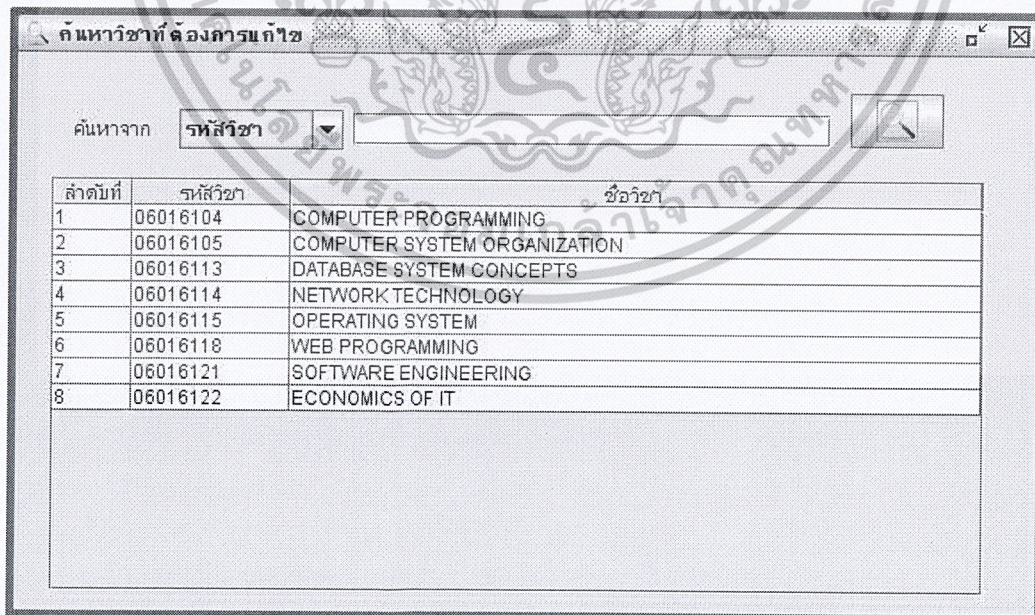 ค้นหาวิชาที่ต้องการแก้ไข
ค้นหาจาก รหัสวิชา
ลำดับที่ รหัสวิชา ชื่อวิชา
1 06016104 COMPUTER PROGRAMMING
2 06016105 COMPUTER SYSTEM ORGANIZATION
3 06016113 DATABASE SYSTEM CONCEPTS
4 06016114 NETWORK TECHNOLOGY
5 06016115 OPERATING SYSTEM
6 06016118 WEB PROGRAMMING
7 06016121 SOFTWARE ENGINEERING
8 06016122 ECONOMICS OF IT